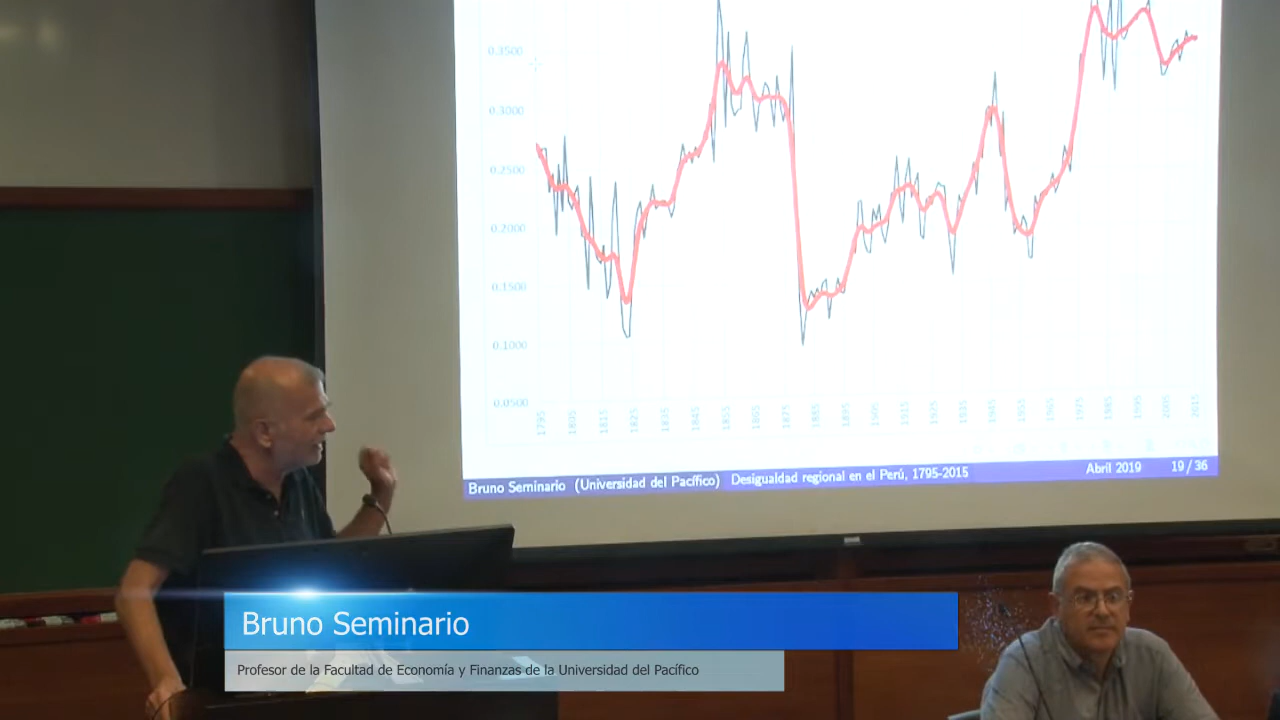 0.3500
0.3000
0.2500
0.2000
0.1500
0.1000
0.0500
1795 1805 1815 1825 1835 1845 1855 1865 1875 1885 1895 1905 1915 1925 1935 1945 1955 1965 1975 1985 1995 2005 2015
Bruno Seminario (Universidad del Pacífico) Desigualdad regional en el Perú, 1795-2015 Abril 2019 19 / 36
Bruno Seminario
Profesor de la Facultad de Economía y Finanzas de la Universidad del Pacífico